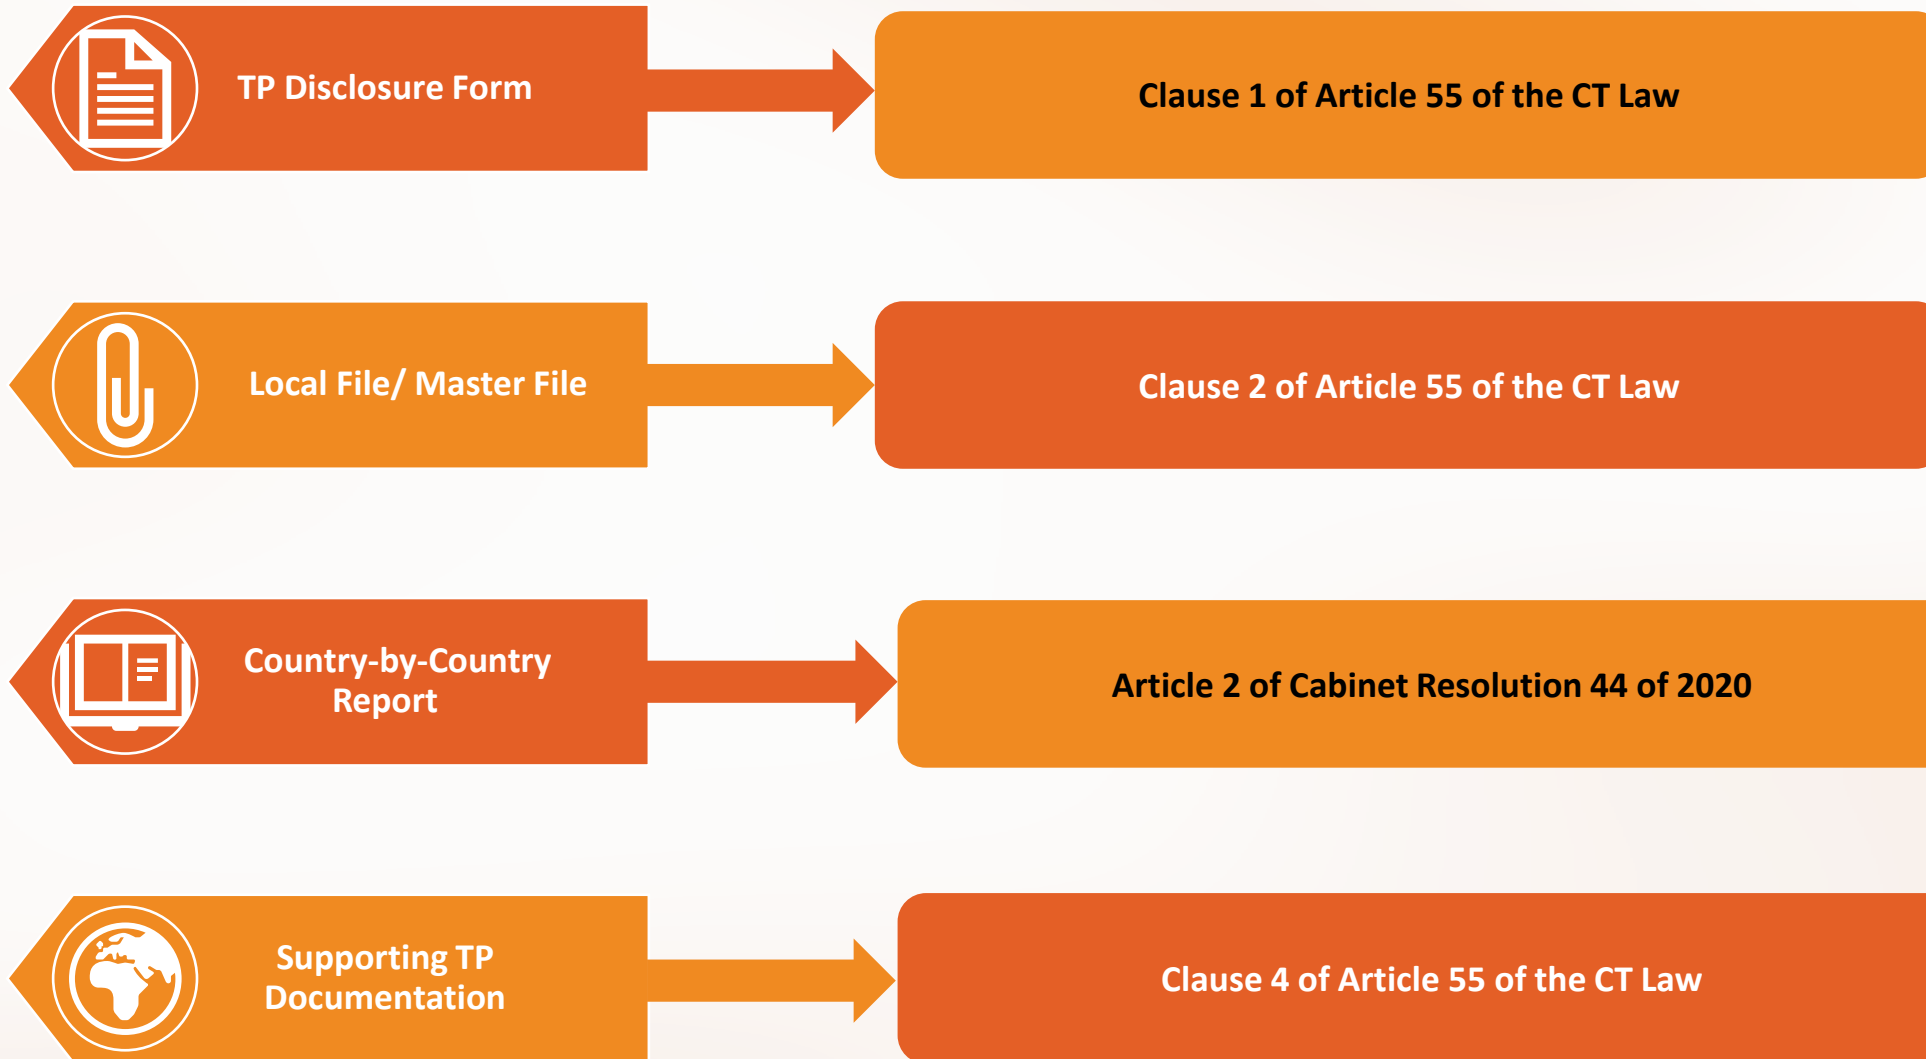 TP Disclosure Form
Clause 1 of Article 55 of the CT Law
Local File/ Master File
Clause 2 of Article 55 of the CT Law
Country-by-Country
Report
Article 2 of Cabinet Resolution 44 of 2020
Supporting TP
Documentation
Clause 4 of Article 55 of the CT Law